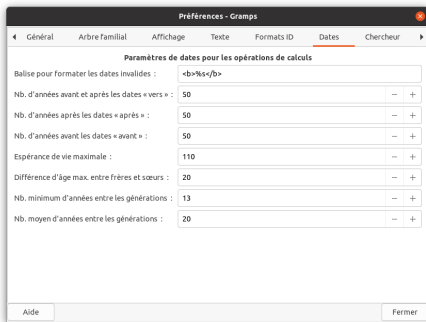 Préférences - Gramps
Général Arbre familial Affichage Texte Formats ID Dates Chercheur
Paramètres de dates pour les opérations de calculs
Balise pour formater les dates invalides : <b>%s</b>
Nb. d'années avant et après les dates « vers » : 50 − +
Nb. d'années après les dates « après » : 50 − +
Nb. d'années avant les dates « avant » : 50 − +
Espérance de vie maximale : 110 − +
Différence d'âge max. entre frères et sœurs : 20 − +
Nb. minimum d'années entre les générations : 13 − +
Nb. moyen d'années entre les générations : 20 − +
Aide Fermer